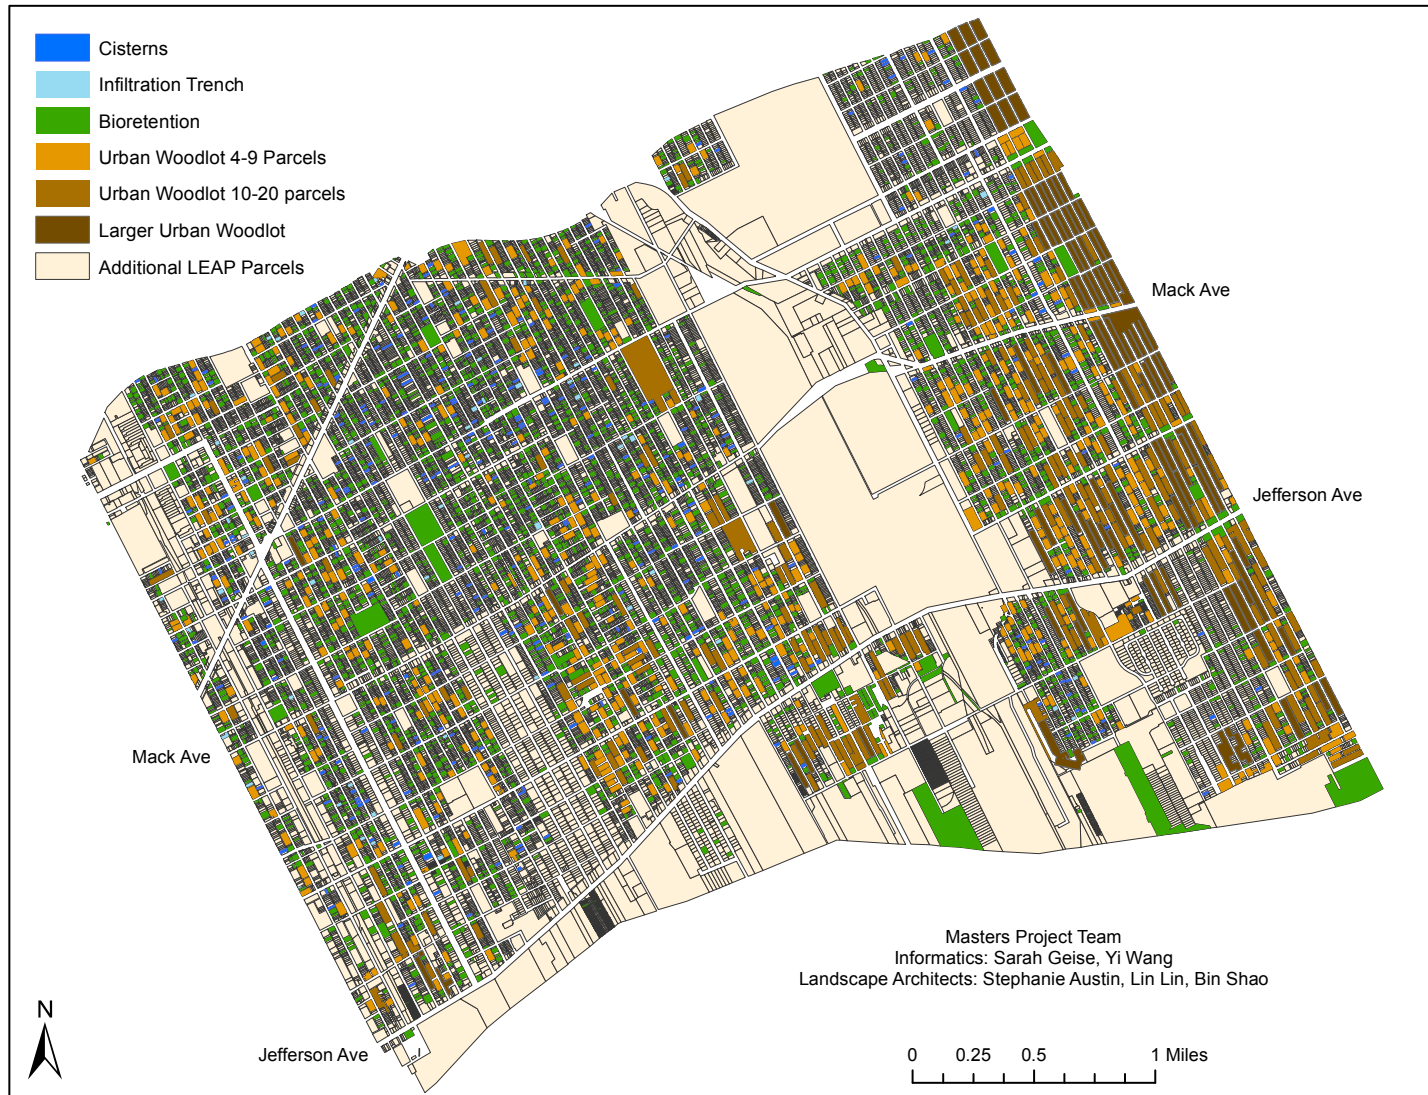 Cisterns
Infiltration Trench
Bioretention
Urban Woodlot 4-9 Parcels
Urban Woodlot 10-20 parcels
Larger Urban Woodlot
Additional LEAP Parcels
Mack Ave
Jefferson Ave
Mack Ave
Jefferson Ave
Masters Project Team
Informatics: Sarah Geise, Yi Wang
Landscape Architects: Stephanie Austin, Lin Lin, Bin Shao
N
0 0.25 0.5 1 Miles